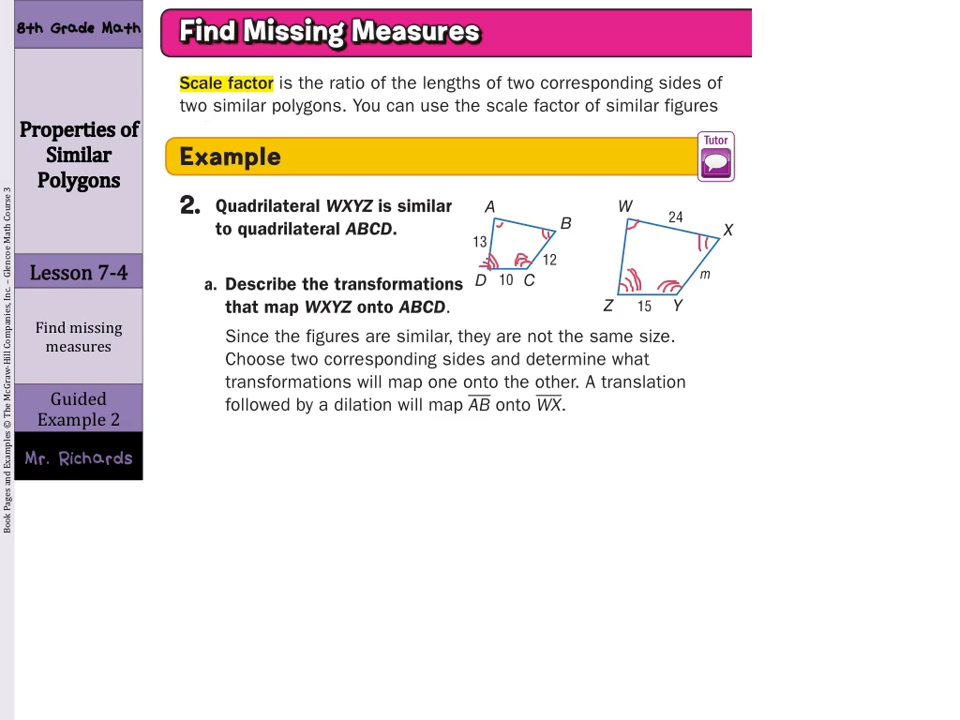 8th Grade Math
Properties of
Similar
Polygons
Lesson 7-4
Find missing
measures
Guided
Example 2
Mr. Richards
Book Pages and Examples © The McGraw-Hill Companies, Inc. – Glencoe Math Course 3
Find Missing Measures
Scale factor is the ratio of the lengths of two corresponding sides of
two similar polygons. You can use the scale factor of similar figures
Example
Tutor
2. Quadrilateral WXYZ is similar
to quadrilateral ABCD.
a. Describe the transformations
that map WXYZ onto ABCD.
A
B
13
12
D 10 C
W
24
X
m
Z 15 Y
Since the figures are similar, they are not the same size.
Choose two corresponding sides and determine what
transformations will map one onto the other. A translation
followed by a dilation will map A̅B̅ onto W̅X̅.